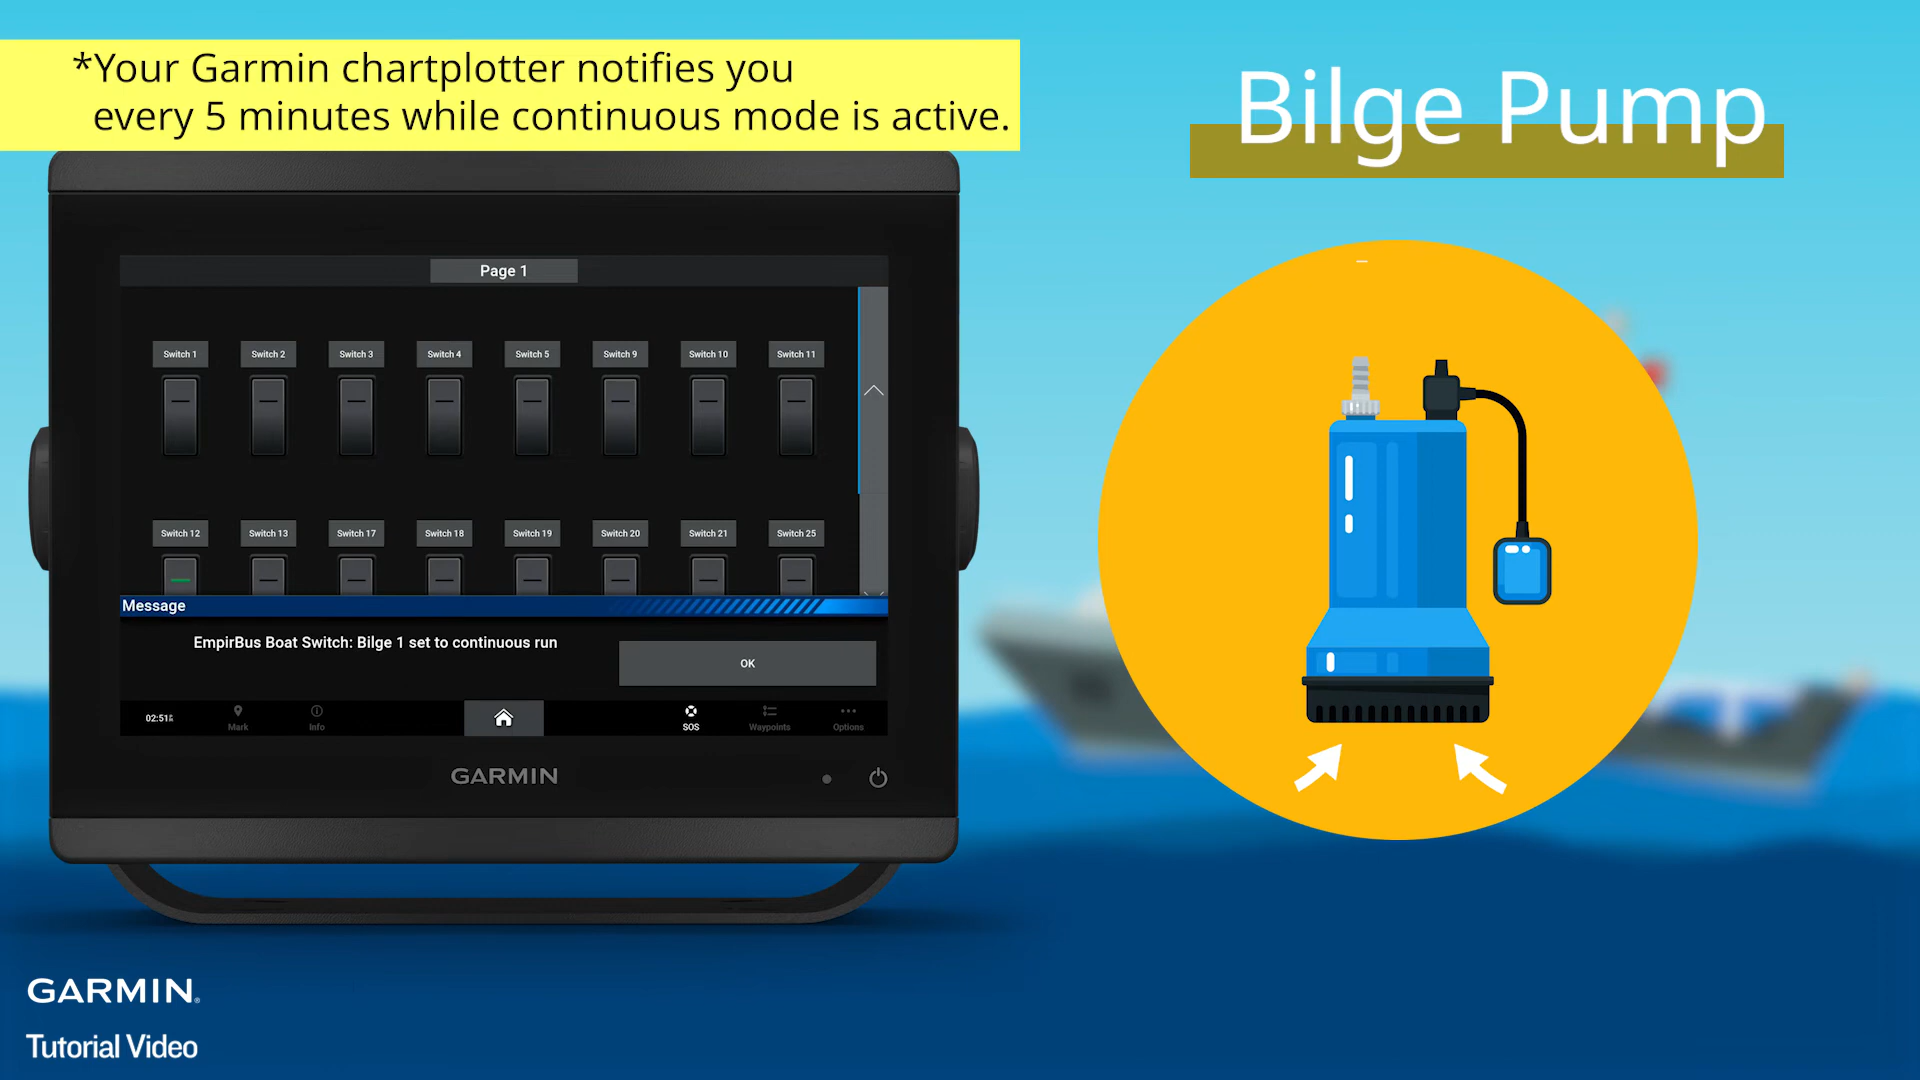 *Your Garmin chartplotter notifies you
every 5 minutes while continuous mode is active.
Bilge Pump
Page 1
Switch 1 Switch 2 Switch 3 Switch 4 Switch 5 Switch 9 Switch 10 Switch 11
Switch 12 Switch 13 Switch 17 Switch 18 Switch 19 Switch 20 Switch 21 Switch 25
Message
EmpirBus Boat Switch: Bilge 1 set to continuous run
OK
02:51
Mark Info SOS Waypoints Options
GARMIN
GARMIN®
Tutorial Video